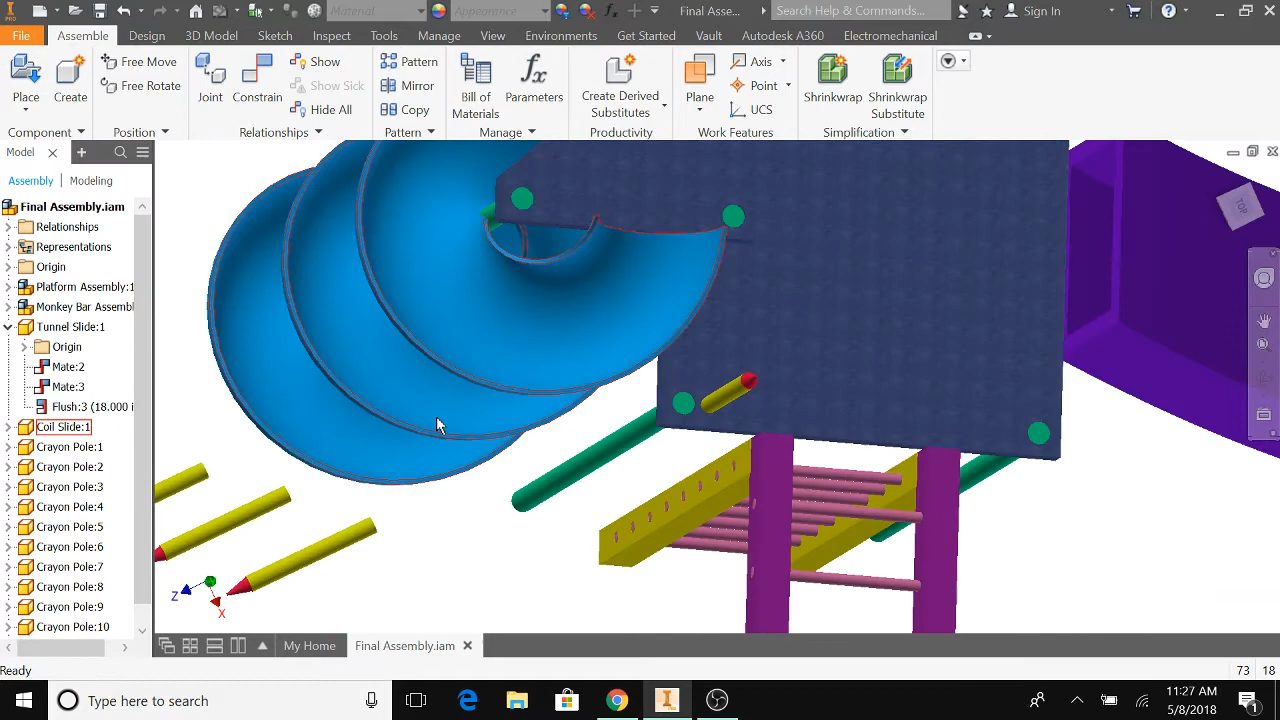 PRO
Material
Appearance
Final Asse...
Search Help & Commands...
Sign In
File
Assemble
Design
3D Model
Sketch
Inspect
Tools
Manage
View
Environments
Get Started
Vault
Autodesk A360
Electromechanical
Place
Create
Free Move
Free Rotate
Joint
Constrain
Show
Show Sick
Hide All
Pattern
Mirror
Copy
Bill of
Materials
Parameters
Create Derived
Substitutes
Plane
Axis
Point
UCS
Shrinkwrap
Shrinkwrap
Substitute
Component
Position
Relationships
Pattern
Manage
Productivity
Work Features
Simplification
Model
Assembly
Modeling
Final Assembly.iam
Relationships
Representations
Origin
Platform Assembly:1
Monkey Bar Assembl
Tunnel Slide:1
Origin
Mate:2
Mate:3
Flush:3 (18.000 i
Coil Slide:1
Crayon Pole:1
Crayon Pole:2
Crayon Pole:3
Crayon Pole:4
Crayon Pole:5
Crayon Pole:6
Crayon Pole:7
Crayon Pole:8
Crayon Pole:9
Crayon Pole:10
TOP
Z
X
My Home
Final Assembly.iam
Ready
73
18
Type here to search
11:27 AM
5/8/2018
1